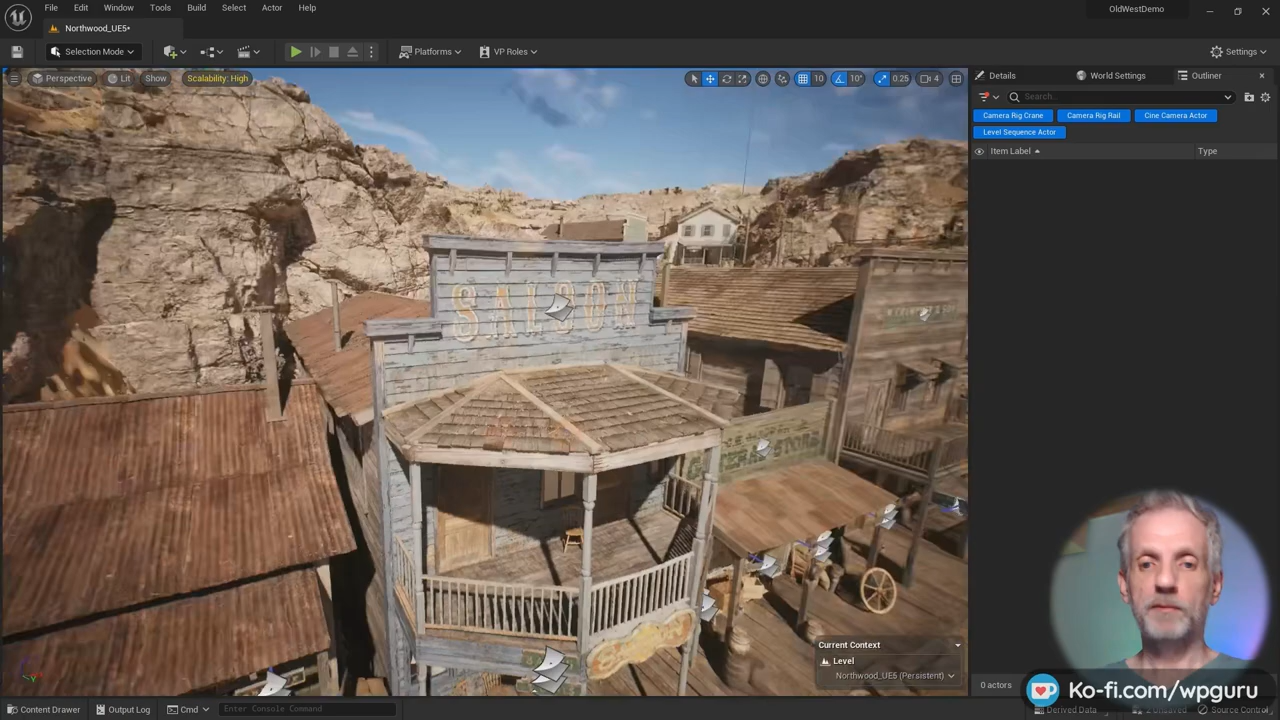 File Edit Window Tools Build Select Actor Help
OldWestDemo
Northwood_UE5*
Selection Mode
Platforms
VP Roles
Settings
Perspective
Lit
Show
Scalability: High
10
10°
0.25
4
Details
World Settings
Outliner
Search...
Camera Rig Crane
Camera Rig Rail
Cine Camera Actor
Level Sequence Actor
Item Label
Type
SALOON
Current Context
Level
Northwood_UE5 (Persistent)
0 actors
Ko-fi.com/wpguru
Content Drawer
Output Log
Cmd
Enter Console Command
Derived Data
Source Control